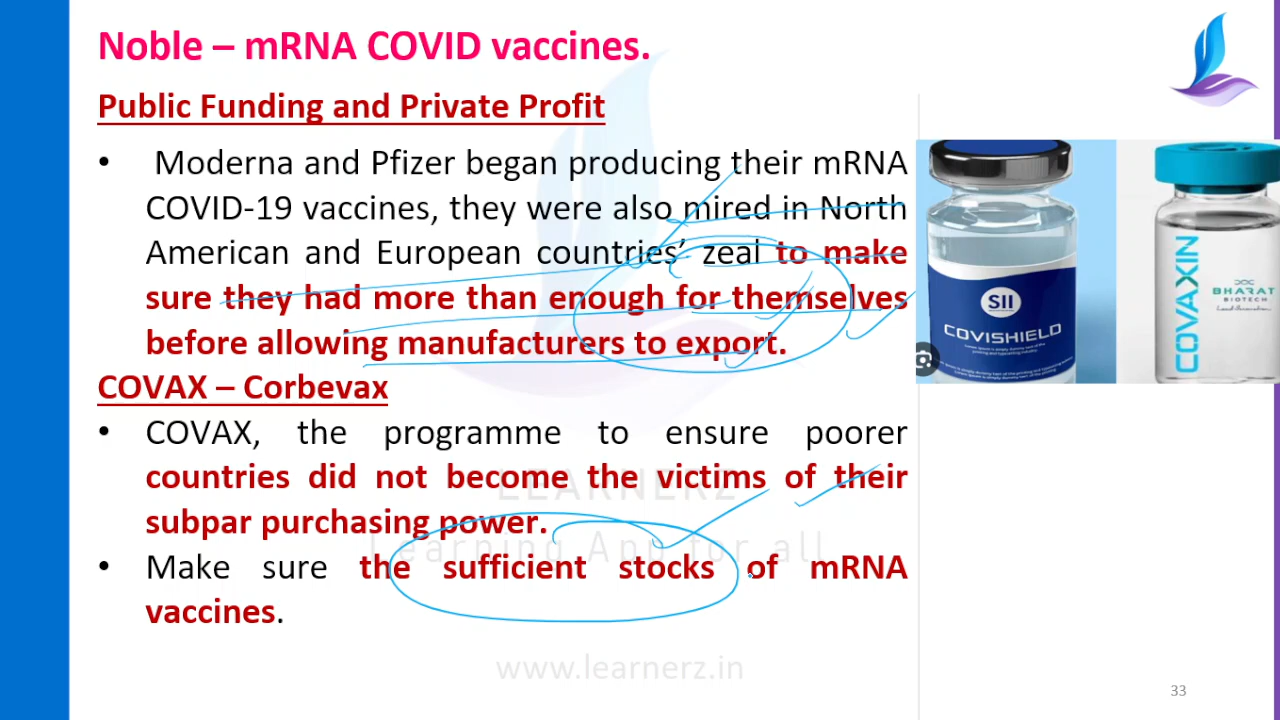 Noble – mRNA COVID vaccines.
Public Funding and Private Profit
• Moderna and Pfizer began producing their mRNA
COVID-19 vaccines, they were also mired in North
American and European countries’ zeal to make
sure they had more than enough for themselves
before allowing manufacturers to export.
COVAX – Corbevax
• COVAX, the programme to ensure poorer
countries did not become the victims of their
subpar purchasing power.
• Make sure the sufficient stocks of mRNA
vaccines.
SII
COVISHIELD
COVAXIN
BHARAT
BIOTECH
LEARNERZ
Learning App for all
www.learnerz.in
33